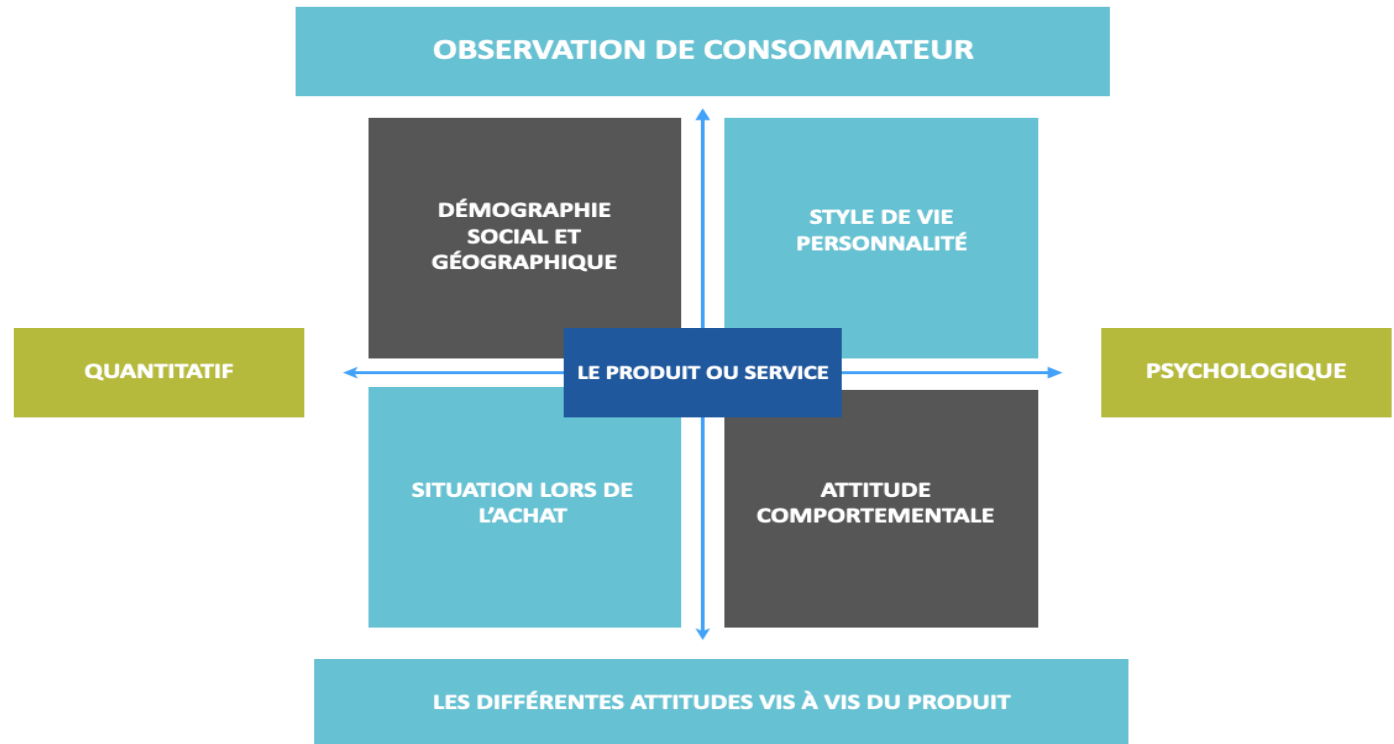 OBSERVATION DE CONSOMMATEUR
DÉMOGRAPHIE
SOCIAL ET
GÉOGRAPHIQUE
STYLE DE VIE
PERSONNALITÉ
QUANTITATIF
LE PRODUIT OU SERVICE
PSYCHOLOGIQUE
SITUATION LORS DE
L'ACHAT
ATTITUDE
COMPORTEMENTALE
LES DIFFÉRENTES ATTITUDES VIS À VIS DU PRODUIT